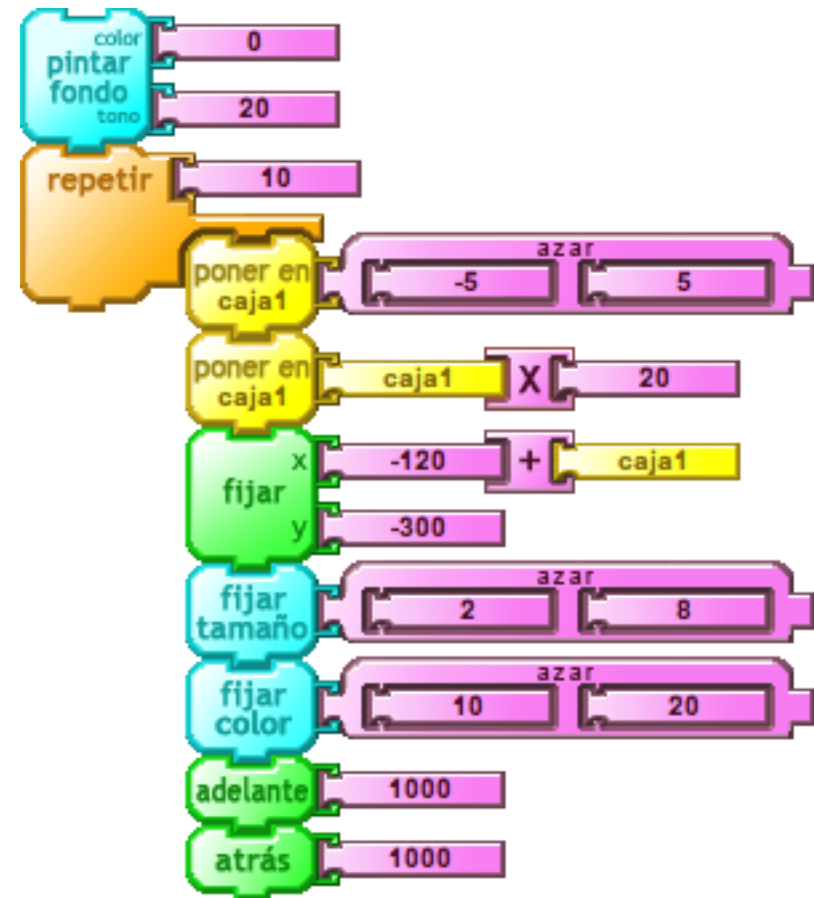 color
0
pintar
fondo
tono
20
repetir
10
poner en
caja1
azar
-5
5
poner en
caja1
caja1
X
20
fijar
x
-120
+
caja1
y
-300
fijar
tamaño
azar
2
8
fijar
color
azar
10
20
adelante
1000
atrás
1000